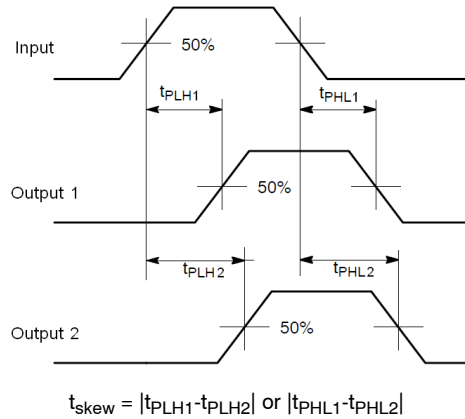 Input
50%
tPLH1
tPHL1
Output 1
50%
tPLH2
tPHL2
Output 2
50%
tskew = |tPLH1-tPLH2| or |tPHL1-tPHL2|